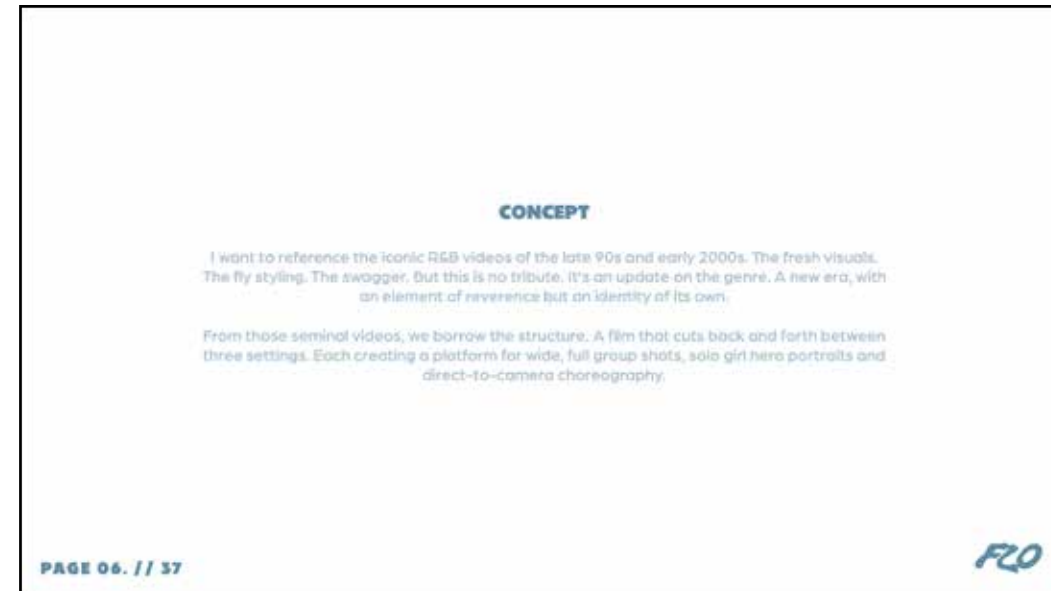 CONCEPT
I want to reference the iconic R&B videos of the late 90s and early 2000s. The fresh visuals.
The fly styling. The swagger. But this is no tribute. It's an update on the genre. A new era, with
an element of reverence but an identity of its own.
From those seminal videos, we borrow the structure. A film that cuts back and forth between
three settings. Each creating a platform for wide, full group shots, solo girl hero portraits and
direct-to-camera choreography.
PAGE 06. // 37
FLO